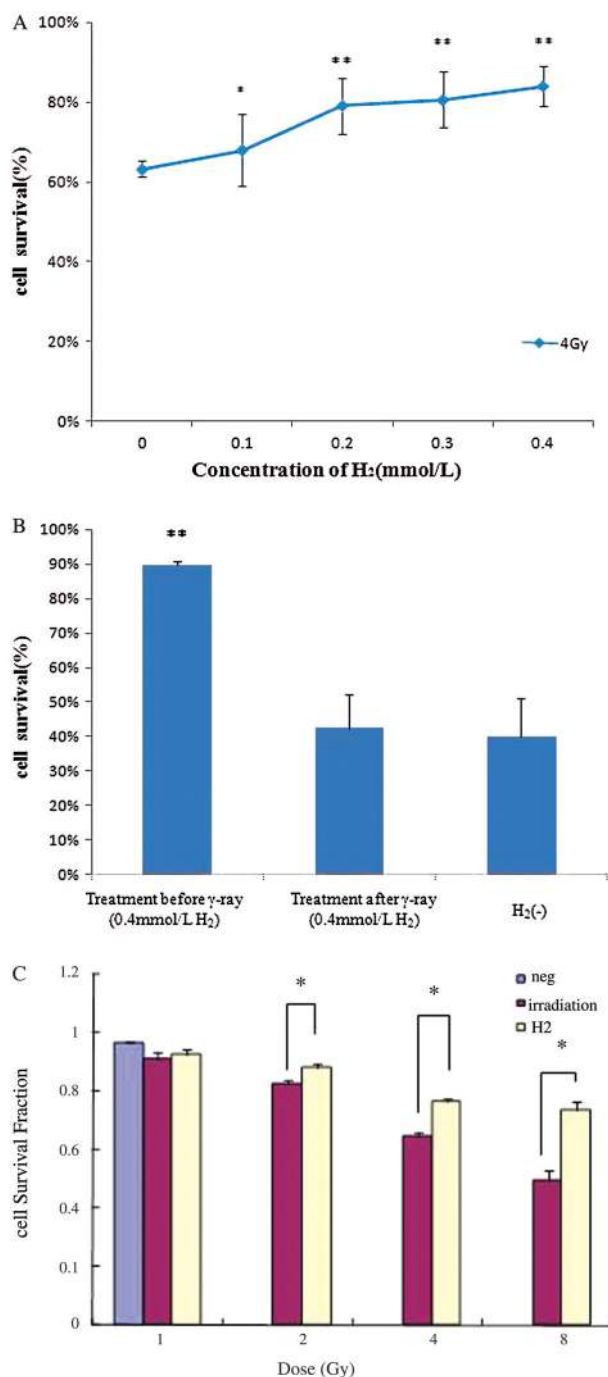 A
100%
80%
60%
40%
20%
0%
cell survival(%)
*
**
**
**
4Gy
0 0.1 0.2 0.3 0.4
Concentration of H₂(mmol/L)
B
100%
90%
80%
70%
60%
50%
40%
30%
20%
10%
0%
cell survival(%)
**
Treatment before γ-ray
(0.4mmol/L H₂)
Treatment after γ-ray
(0.4mmol/L H₂)
H₂(-)
C
1.2
1
0.8
0.6
0.4
0.1
0
cell Survival Fraction
neg
irradiation
H2
*
*
*
1 2 4 8
Dose (Gy)